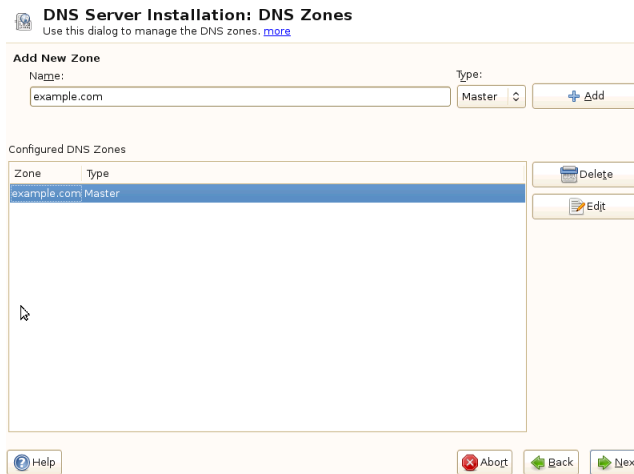 DNS Server Installation: DNS Zones
Use this dialog to manage the DNS zones. more
Add New Zone
Name:
Type:
example.com
Master
Add
Configured DNS Zones
Zone
Type
Delete
example.com
Master
Edit
Help
Abort
Back